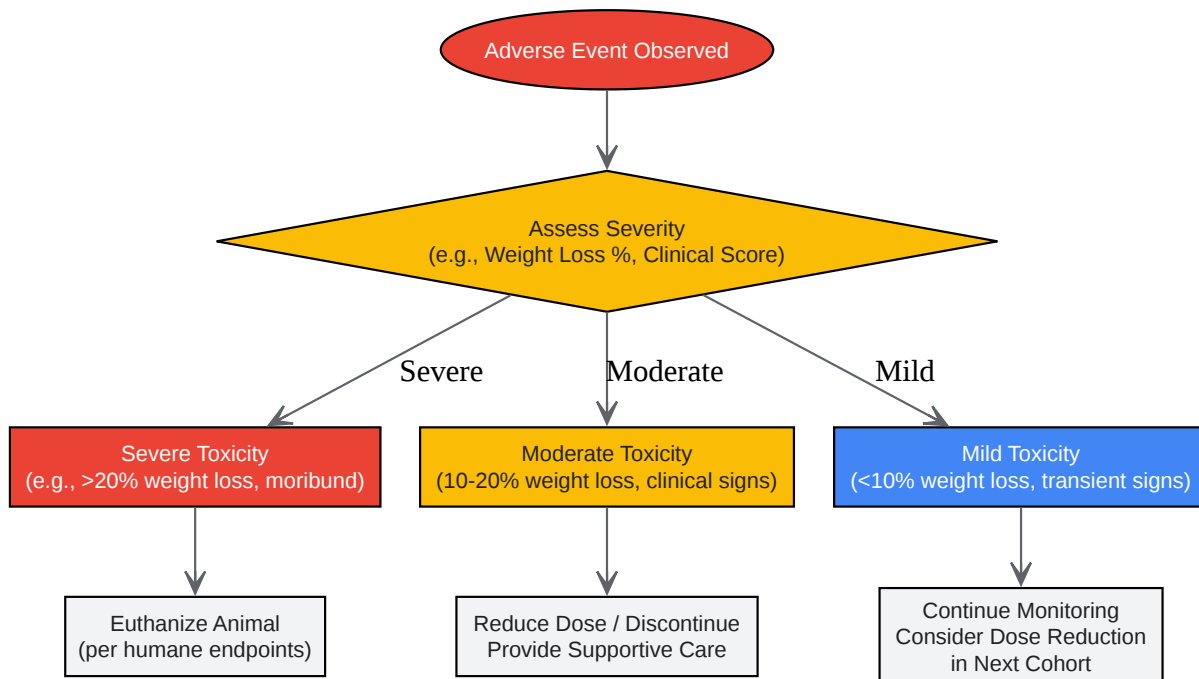 Adverse Event Observed
Assess Severity
(e.g., Weight Loss %, Clinical Score)
Severe
Moderate
Mild
Severe Toxicity
(e.g., >20% weight loss, moribund)
Moderate Toxicity
(10-20% weight loss, clinical signs)
Mild Toxicity
(<10% weight loss, transient signs)
Euthanize Animal
(per humane endpoints)
Reduce Dose / Discontinue
Provide Supportive Care
Continue Monitoring
Consider Dose Reduction
in Next Cohort